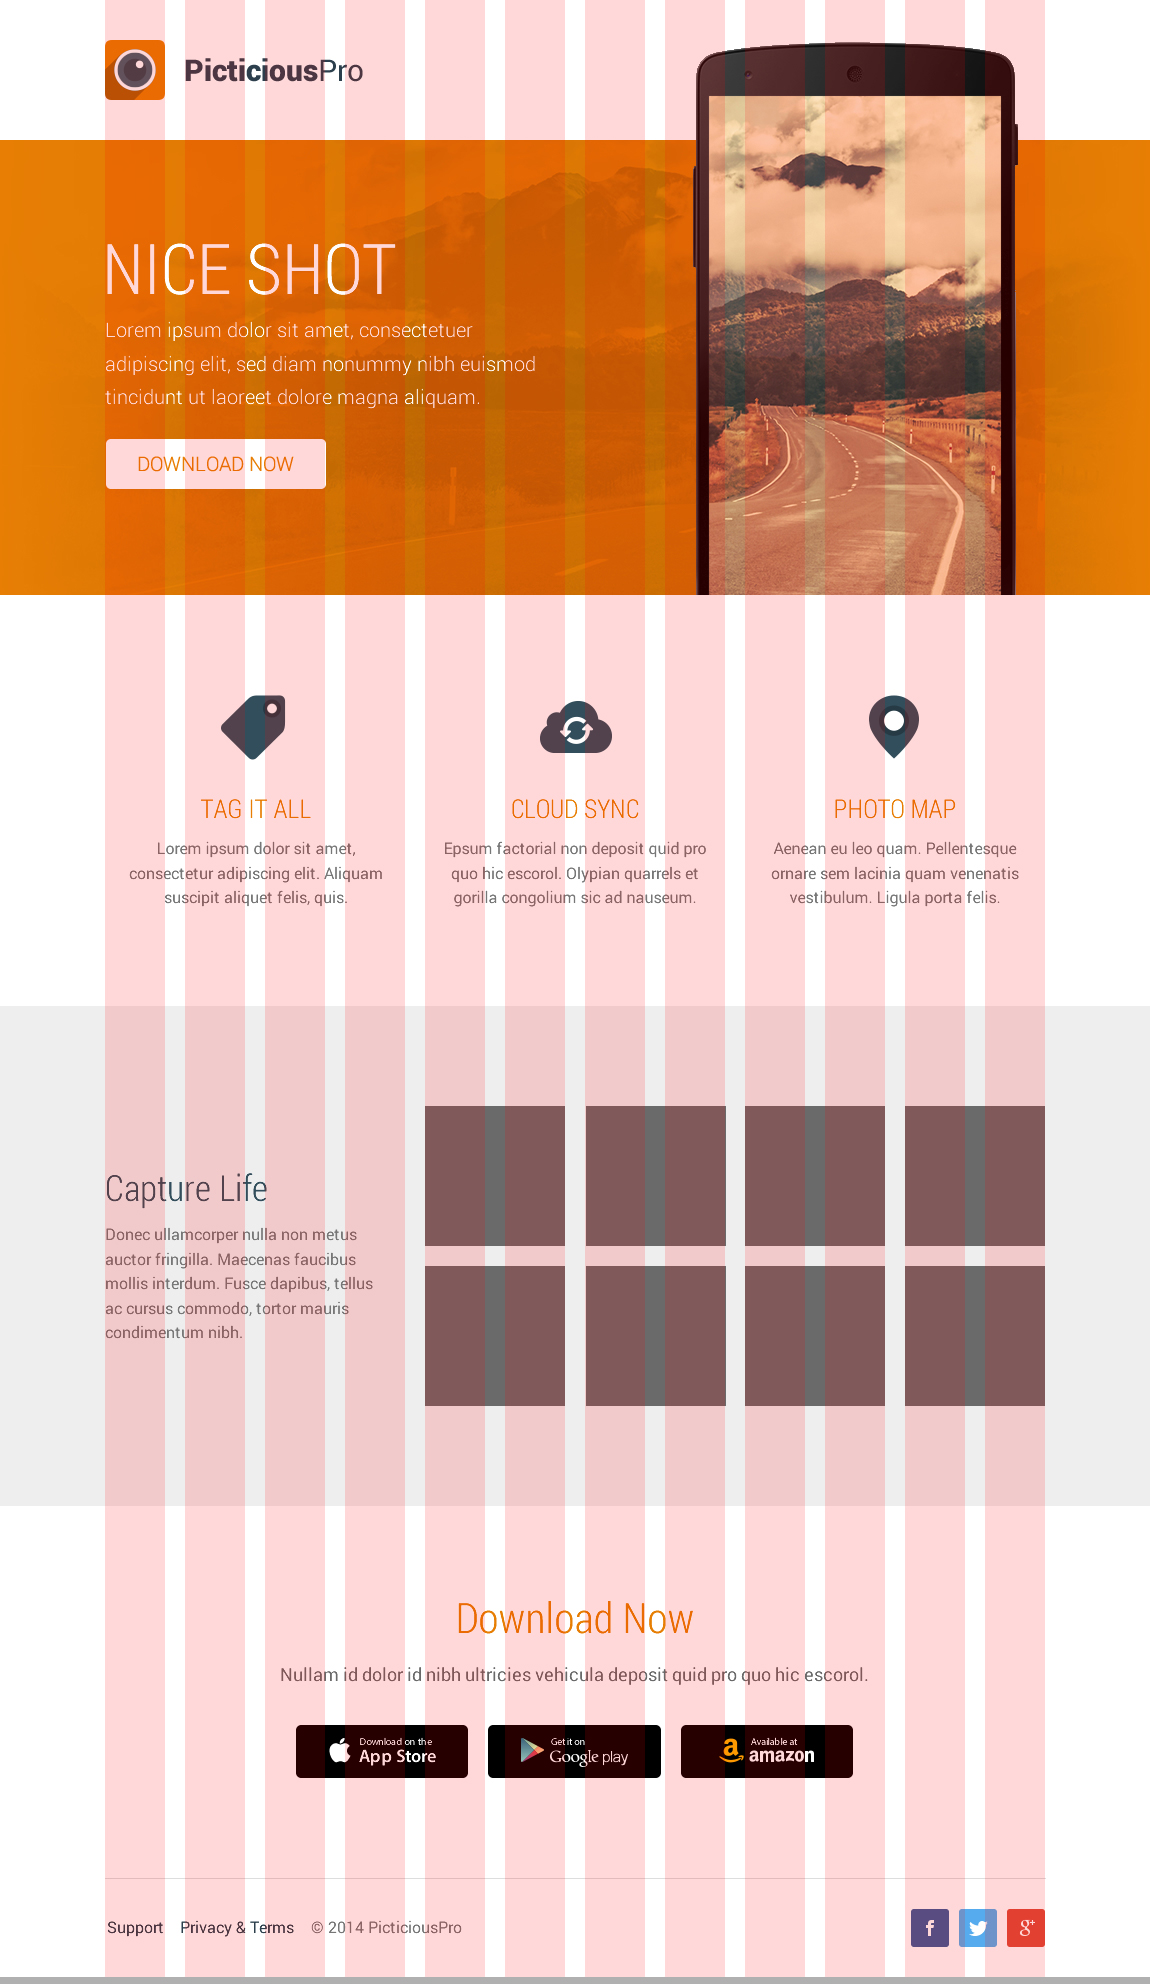 PicticiousPro
NICE SHOT
Lorem ipsum dolor sit amet, consectetuer
adipiscing elit, sed diam nonummy nibh euismod
tincidunt ut laoreet dolore magna aliquam.
DOWNLOAD NOW
TAG IT ALL
Lorem ipsum dolor sit amet,
consectetur adipiscing elit. Aliquam
suscipit aliquet felis, quis.
CLOUD SYNC
Epsum factorial non deposit quid pro
quo hic escorol. Olypian quarrels et
gorilla congolium sic ad nauseum.
PHOTO MAP
Aenean eu leo quam. Pellentesque
ornare sem lacinia quam venenatis
vestibulum. Ligula porta felis.
Capture Life
Donec ullamcorper nulla non metus
auctor fringilla. Maecenas faucibus
mollis interdum. Fusce dapibus, tellus
ac cursus commodo, tortor mauris
condimentum nibh.
Download Now
Nullam id dolor id nibh ultricies vehicula deposit quid pro quo hic escorol.
Download on the
App Store
Get it on
Google play
Available at
amazon
Support Privacy & Terms © 2014 PicticiousPro